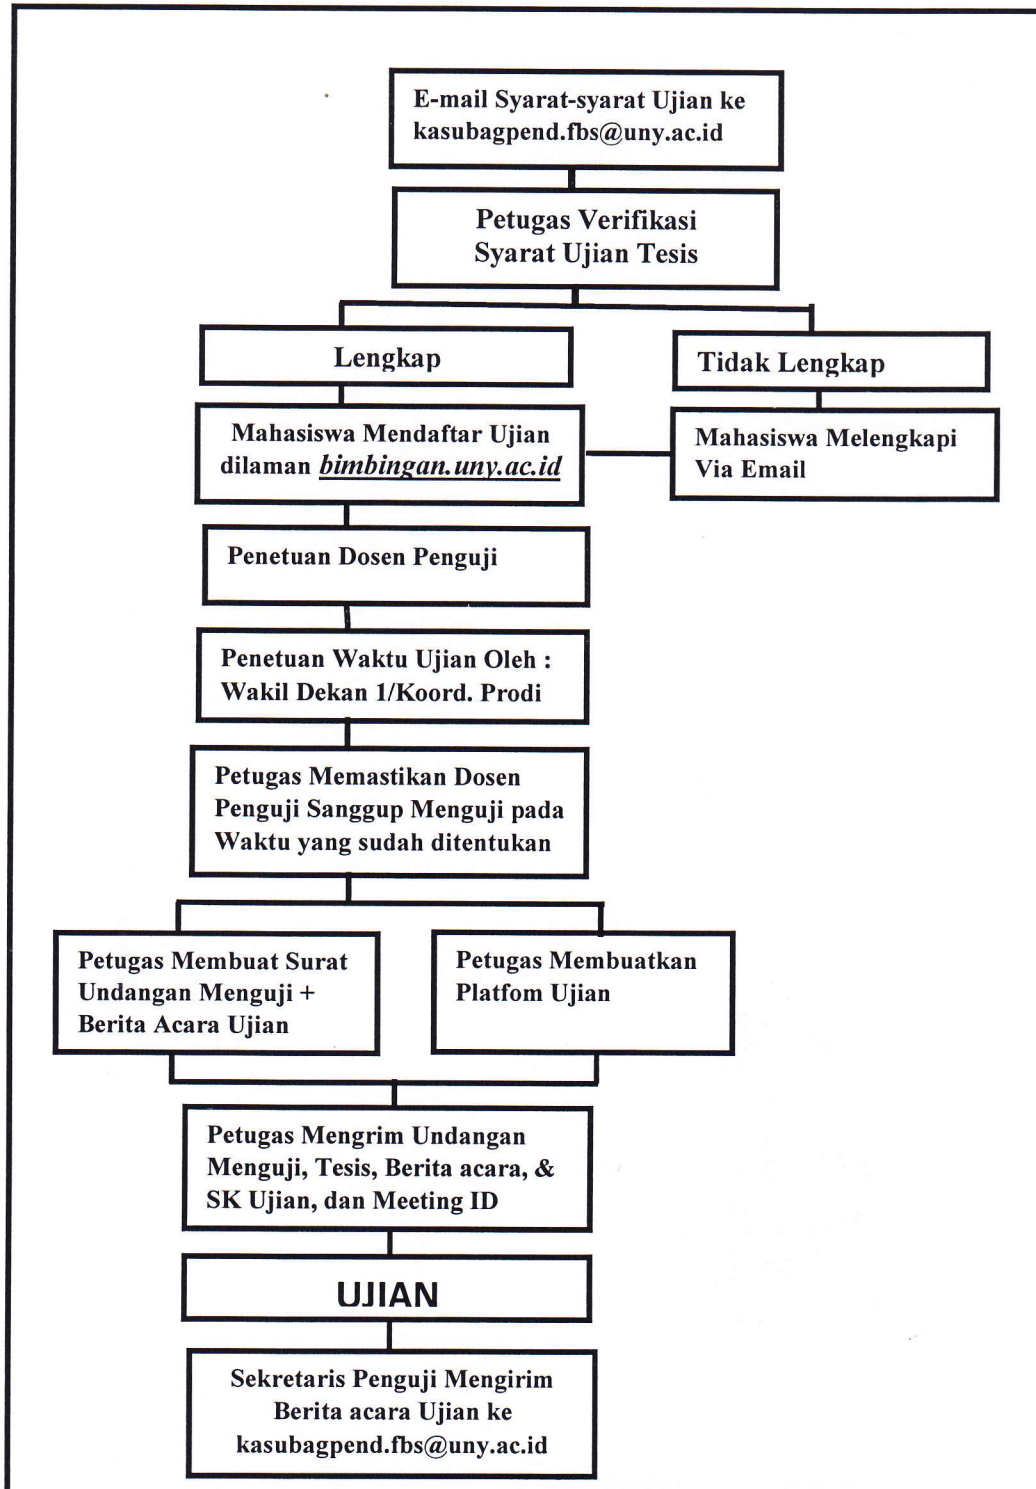 E-mail Syarat-syarat Ujian ke
kasubagpend.fbs@uny.ac.id
Petugas Verifikasi
Syarat Ujian Tesis
Lengkap
Tidak Lengkap
Mahasiswa Mendaftar Ujian
dilaman bimbingan.uny.ac.id
Mahasiswa Melengkapi
Via Email
Penetuan Dosen Penguji
Penetuan Waktu Ujian Oleh :
Wakil Dekan 1/Koord. Prodi
Petugas Memastikan Dosen
Penguji Sanggup Menguji pada
Waktu yang sudah ditentukan
Petugas Membuat Surat
Undangan Menguji +
Berita Acara Ujian
Petugas Membuatkan
Platfom Ujian
Petugas Mengrim Undangan
Menguji, Tesis, Berita acara, &
SK Ujian, dan Meeting ID
UJIAN
Sekretaris Penguji Mengirim
Berita acara Ujian ke
kasubagpend.fbs@uny.ac.id